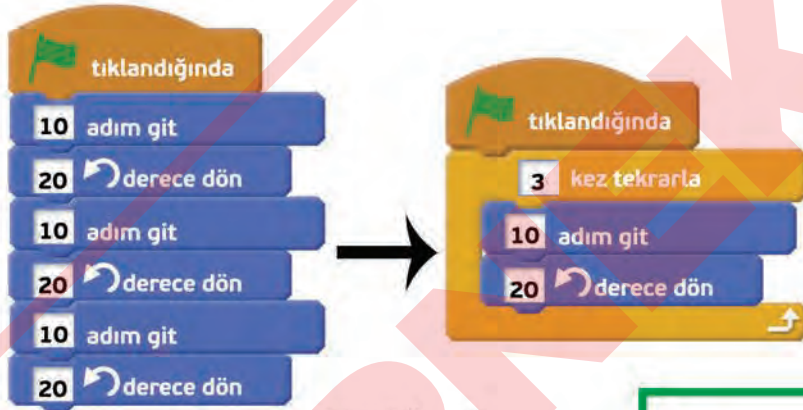 tıklandığında
10 adım git
20 derece dön
10 adım git
20 derece dön
10 adım git
20 derece dön
tıklandığında
3 kez tekrarla
10 adım git
20 derece dön